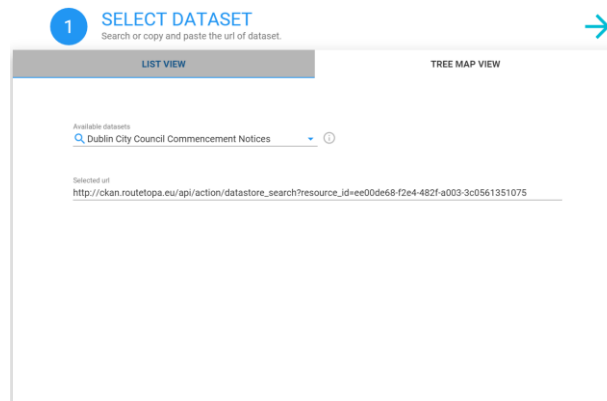 1
SELECT DATASET
Search or copy and paste the url of dataset.
LIST VIEW
TREE MAP VIEW
Available datasets
Dublin City Council Commencement Notices
Selected url
http://ckan.routetopa.eu/api/action/datastore_search?resource_id=ee00de68-f2e4-482f-a003-3c0561351075